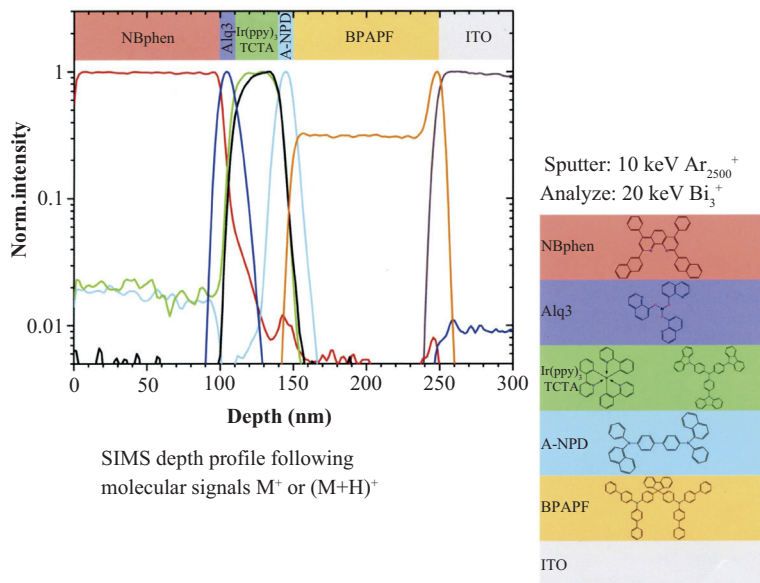 NBphen
Alq3
Ir(ppy)₃
TCTA
A-NPD
BPAPF
ITO
1
0.1
0.01
Norm.intensity
0
50
100
150
200
250
300
Depth (nm)
SIMS depth profile following
molecular signals M⁺ or (M+H)⁺
Sputter: 10 keV Ar₂₅₀₀⁺
Analyze: 20 keV Bi₃⁺
NBphen
Alq3
Ir(ppy)₃
TCTA
A-NPD
BPAPF
ITO